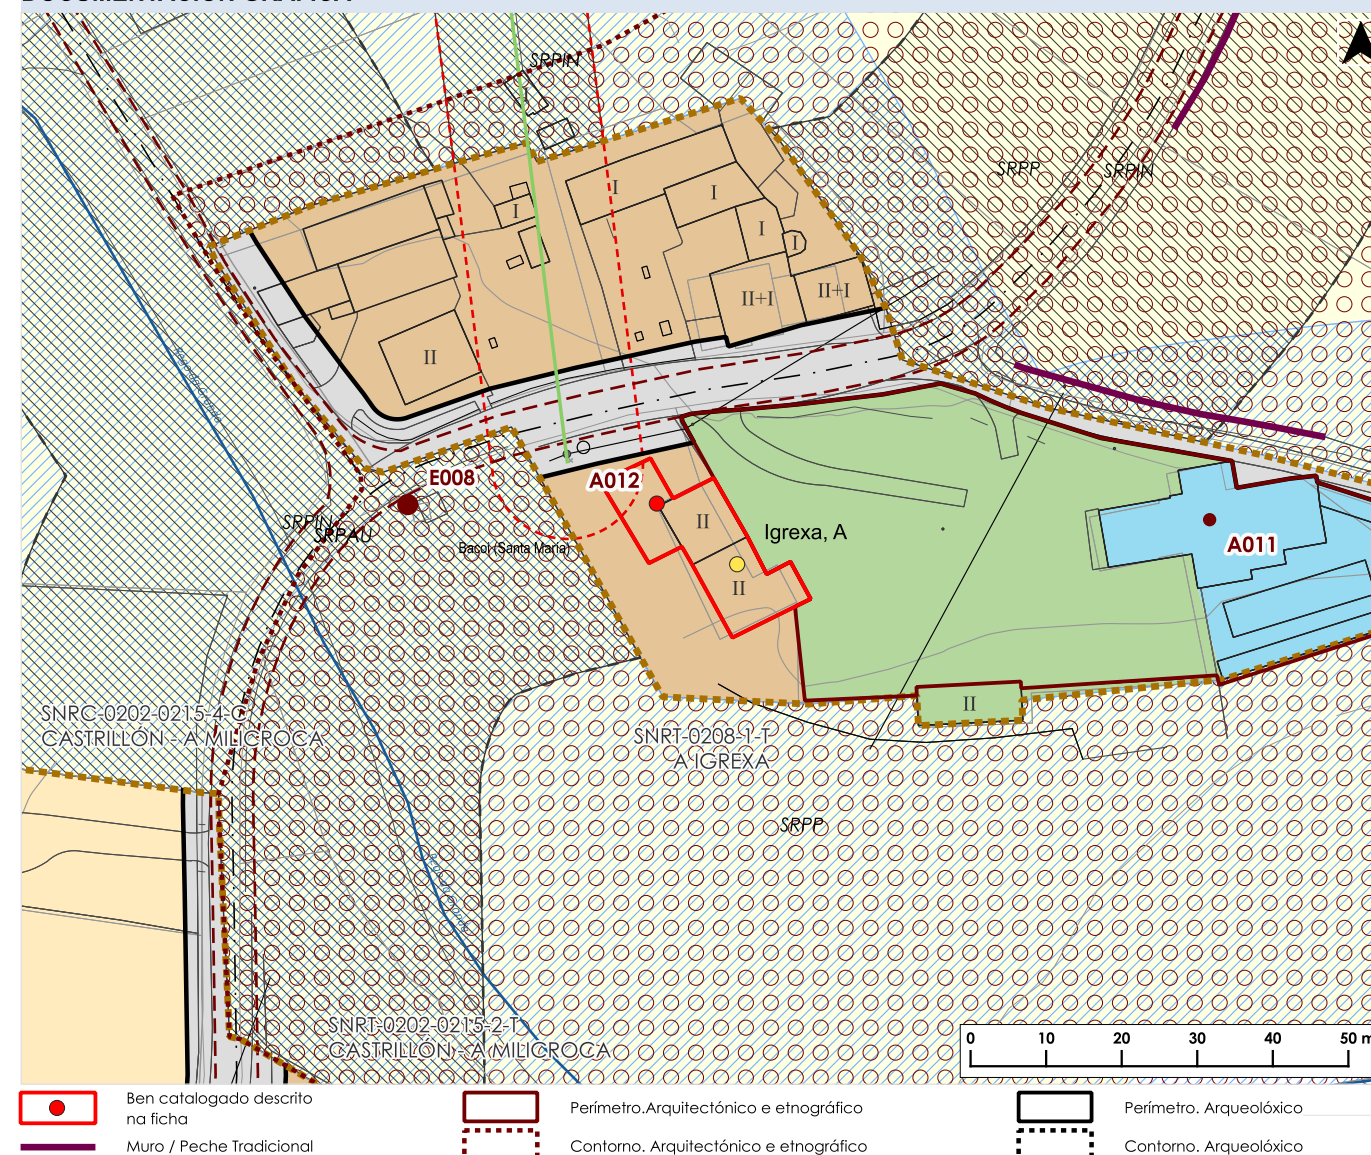 DOCUMENTACIÓN GRÁFICA
SRPIN
SRPP
SRPIN
I
I
I
I
I
II+I
II+I
II
E008
A012
SRPIN
SRPAU
Bacoi (Santa María)
II
II
Igrexa, A
A011
II
SNRC-0202-0215-4-C
CASTRILLÓN - A MILICROCA
SNRT-0208-1-T
A IGREXA
SRPP
SNRT-0202-0215-2-T
CASTRILLÓN - A MILICROCA
0 10 20 30 40 50 m
Ben catalogado descrito
na ficha
Perímetro.Arquitectónico e etnográfico
Perímetro. Arqueolóxico
Muro / Peche Tradicional
Contorno. Arquitectónico e etnográfico
Contorno. Arqueolóxico